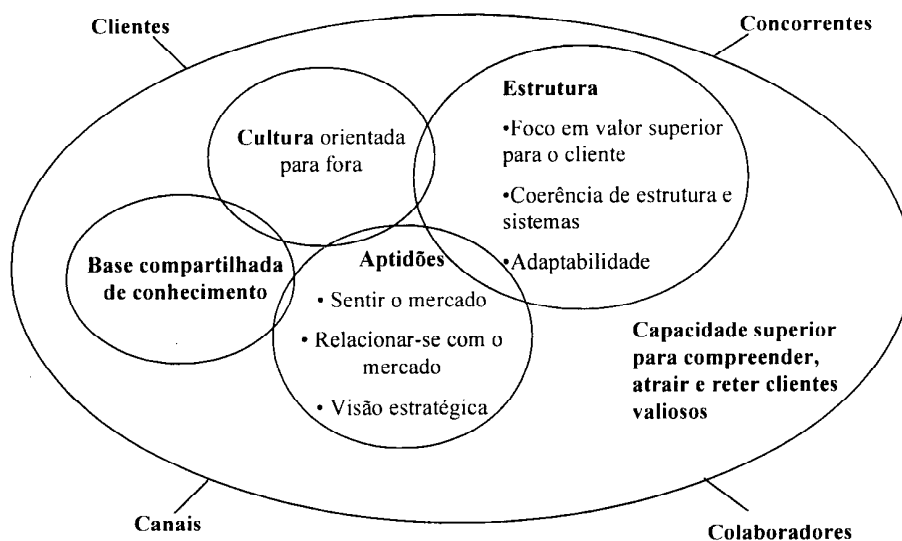 Clientes
Concorrentes
Estrutura
•Foco em valor superior
para o cliente
•Coerência de estrutura e
sistemas
•Adaptabilidade
Cultura orientada
para fora
Base compartilhada
de conhecimento
Aptidões
• Sentir o mercado
• Relacionar-se com o
mercado
• Visão estratégica
Capacidade superior
para compreender,
atrair e reter clientes
valiosos
Canais
Colaboradores